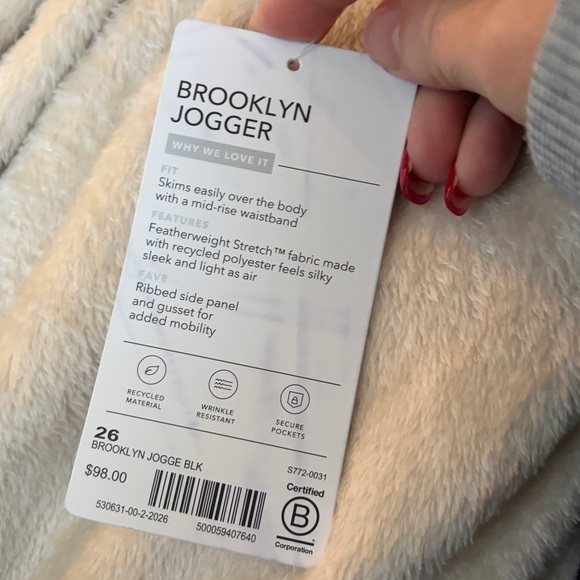 BROOKLYN
JOGGER
WHY WE LOVE IT
FIT
Skims easily over the body
with a mid-rise waistband
FEATURES
Featherweight Stretch™ fabric made
with recycled polyester feels silky
sleek and light as air
FAVE
Ribbed side panel
and gusset for
added mobility
RECYCLED
MATERIAL
WRINKLE
RESISTANT
SECURE
POCKETS
26
BROOKLYN JOGGE BLK
S772-0031
$98.00
530631-00-2-2026
500059407640
Certified
B
Corporation